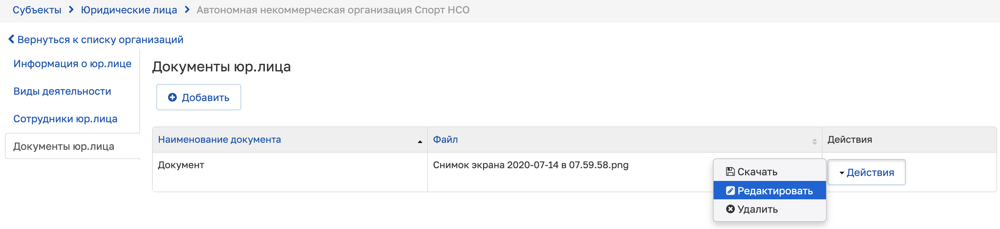 Субъекты Юридические лица Автономная некоммерческая организация Спорт НСО
Вернуться к списку организаций
Информация о юр.лице
Виды деятельности
Сотрудники юр.лица
Документы юр.лица
Документы юр.лица
Добавить
Наименование документа Файл Действия
Документ Снимок экрана 2020-07-14 в 07.59.58.png Действия
Скачать
Редактировать
Удалить